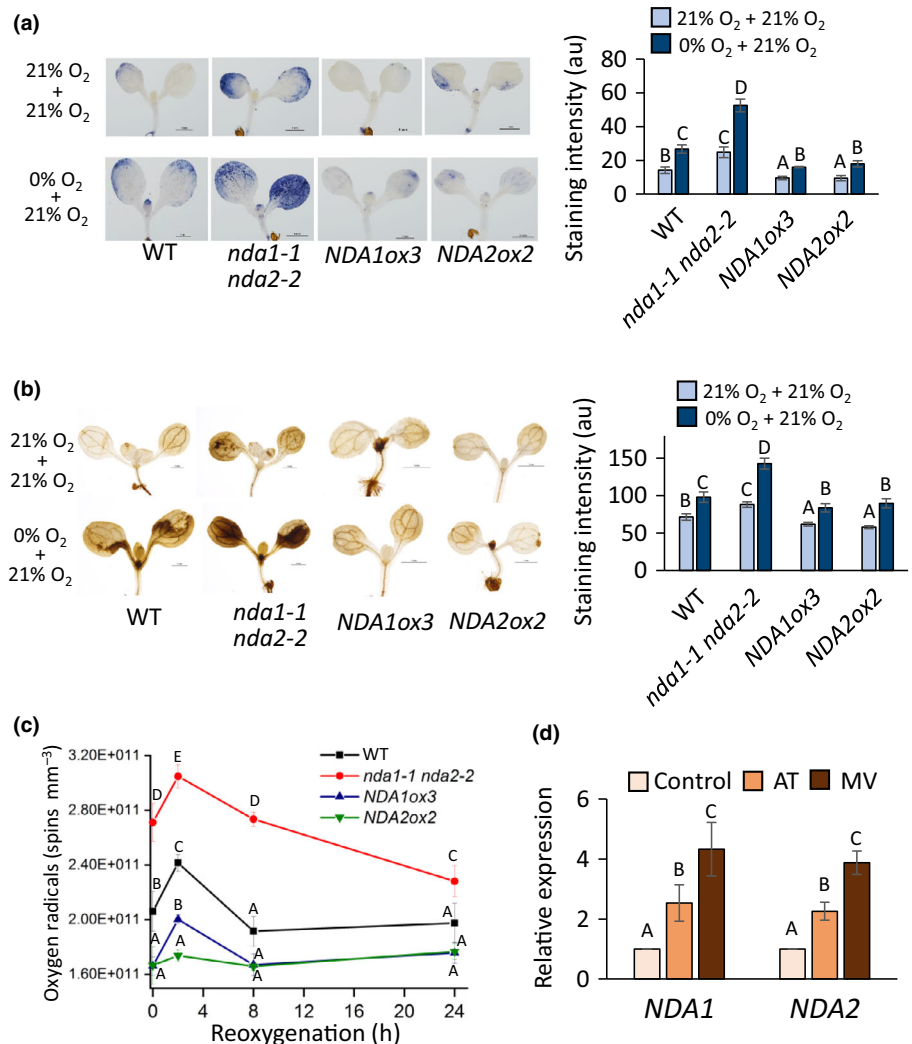 (a)
21% O₂
+
21% O₂
0% O₂
+
21% O₂
WT
nda1-1
nda2-2
NDA1ox3
NDA2ox2
21% O₂ + 21% O₂
0% O₂ + 21% O₂
Staining intensity (au)
80
60
40
20
0
B
C
C
D
A
B
A
B
WT
nda1-1 nda2-2
NDA1ox3
NDA2ox2
(b)
21% O₂
+
21% O₂
0% O₂
+
21% O₂
WT
nda1-1
nda2-2
NDA1ox3
NDA2ox2
21% O₂ + 21% O₂
0% O₂ + 21% O₂
Staining intensity (au)
150
100
50
0
B
C
C
D
A
B
A
B
WT
nda1-1 nda2-2
NDA1ox3
NDA2ox2
(c)
Oxygen radicals (spins mm⁻³)
3.20E+011
2.80E+011
2.40E+011
2.00E+011
1.60E+011
WT
nda1-1 nda2-2
NDA1ox3
NDA2ox2
D
E
D
C
B
C
A
A
A
B
A
A
A
A
A
A
0
4
8
12
16
20
24
Reoxygenation (h)
(d)
Control
AT
MV
Relative expression
6
4
2
0
A
B
C
A
B
C
NDA1
NDA2